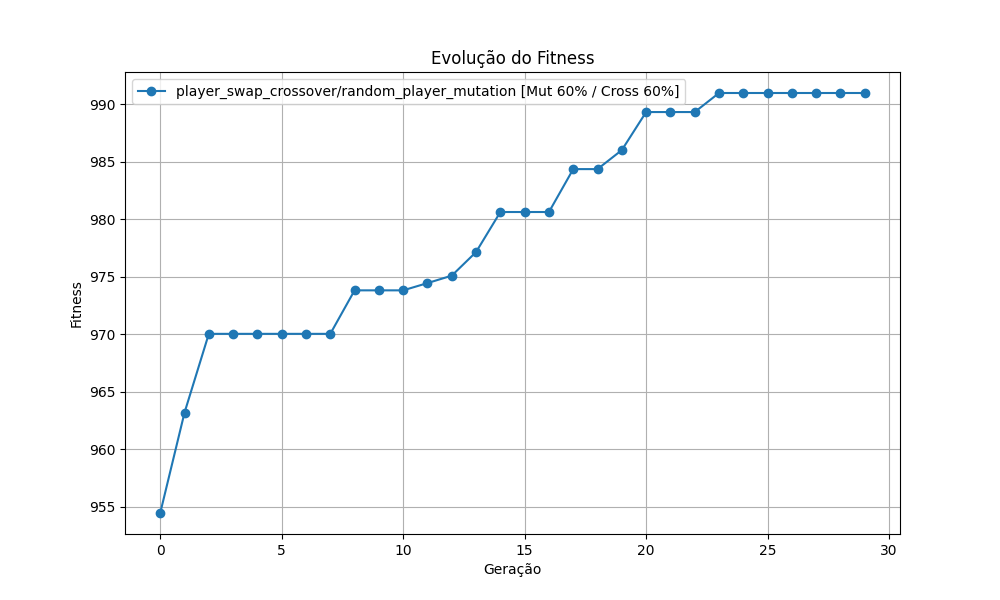 Evolução do Fitness
player_swap_crossover/random_player_mutation [Mut 60% / Cross 60%]
Fitness
990
985
980
975
970
965
960
955
0 5 10 15 20 25 30
Geração